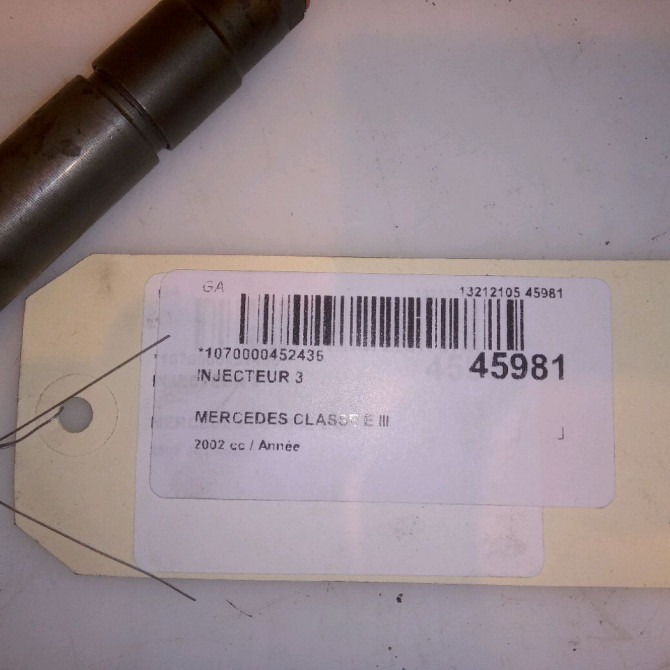 GA 13212105 45981
*1070000452436 45981
INJECTEUR 3
MERCEDES CLASSE E III
2002 cc / Année